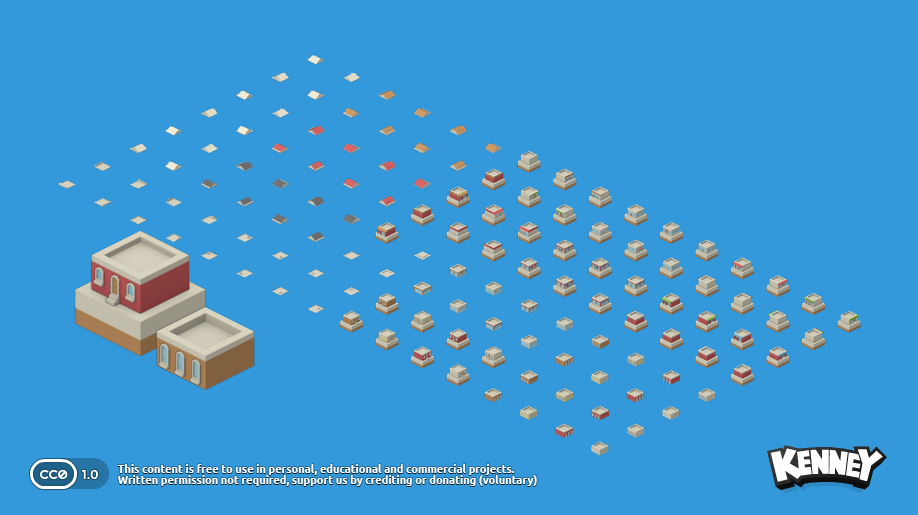 CC0 1.0
This content is free to use in personal, educational and commercial projects.
Written permission not required, support us by crediting or donating (voluntary)
KENNEY